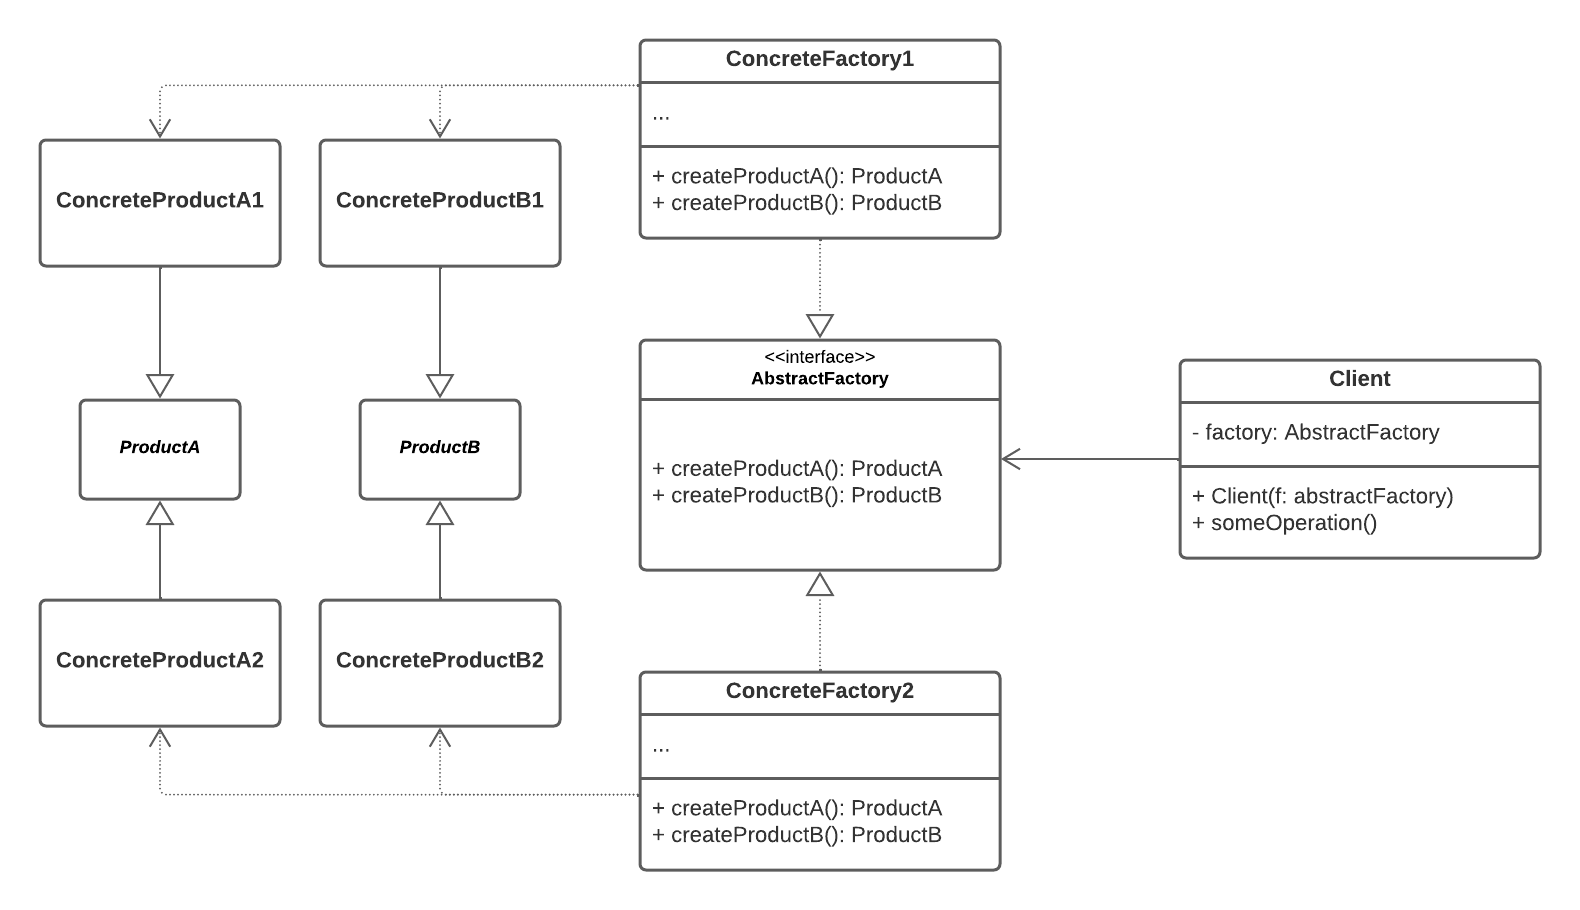 ConcreteFactory1
...
+ createProductA(): ProductA
+ createProductB(): ProductB
ConcreteProductA1
ConcreteProductB1
<<interface>>
AbstractFactory
+ createProductA(): ProductA
+ createProductB(): ProductB
Client
- factory: AbstractFactory
+ Client(f: abstractFactory)
+ someOperation()
ProductA
ProductB
ConcreteProductA2
ConcreteProductB2
ConcreteFactory2
...
+ createProductA(): ProductA
+ createProductB(): ProductB